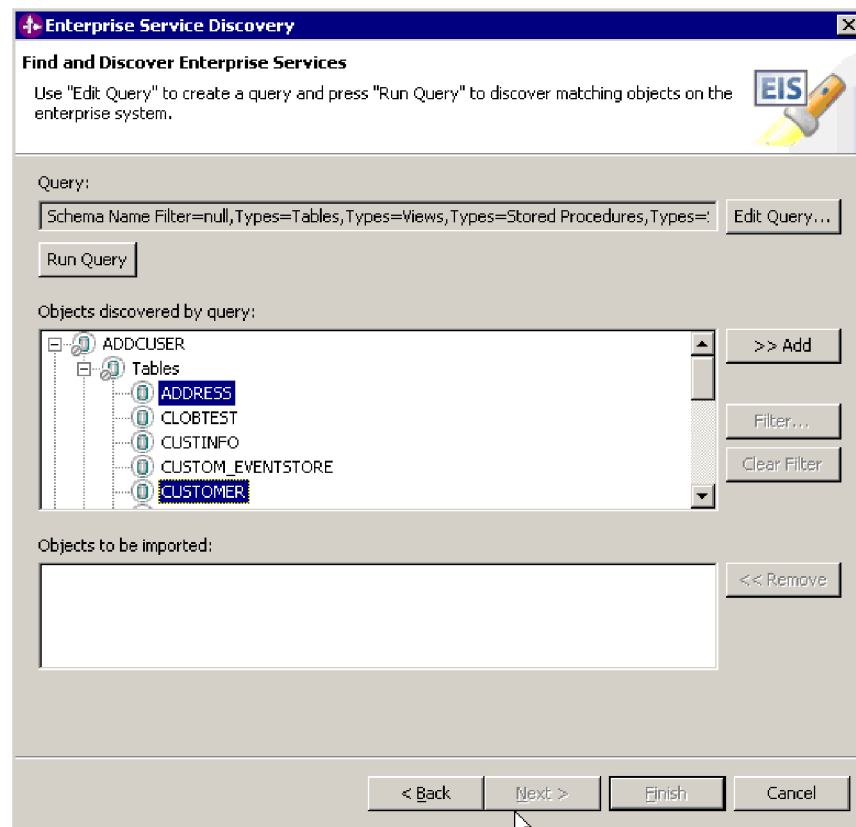 Enterprise Service Discovery
Find and Discover Enterprise Services
Use "Edit Query" to create a query and press "Run Query" to discover matching objects on the
enterprise system.
EIS
Query:
Schema Name Filter=null,Types=Tables,Types=Views,Types=Stored Procedures,Types=
Edit Query...
Run Query
Objects discovered by query:
ADDCUSER
>> Add
Tables
ADDRESS
CLOBTEST
Filter...
CUSTINFO
CUSTOM_EVENTSTORE
Clear Filter
CUSTOMER
Objects to be imported:
<< Remove
< Back
Next >
Finish
Cancel